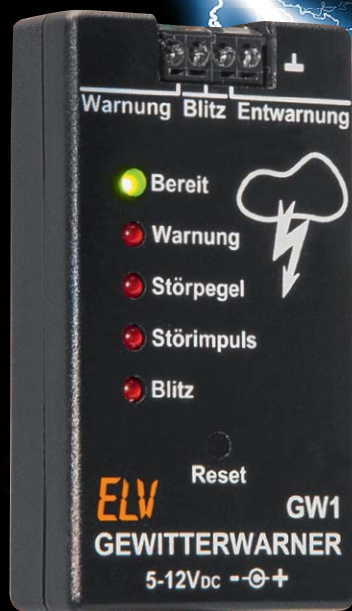 Warnung Blitz Entwarnung
Bereit
Warnung
Störpegel
Störimpuls
Blitz
Reset
ELV GW1
GEWITTERWARNER
5-12VDC - +